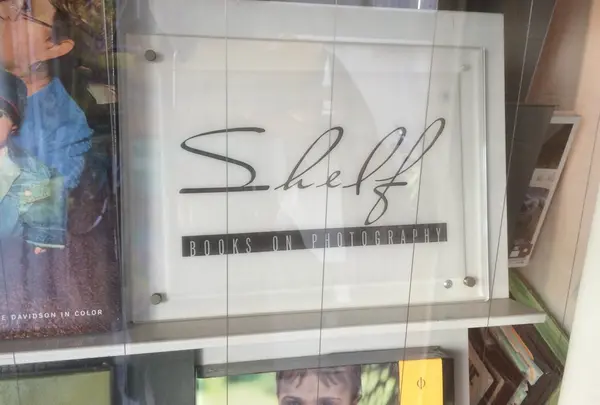 Shelf
BOOKS ON PHOTOGRAPHY
E DAVIDSON IN COLOR